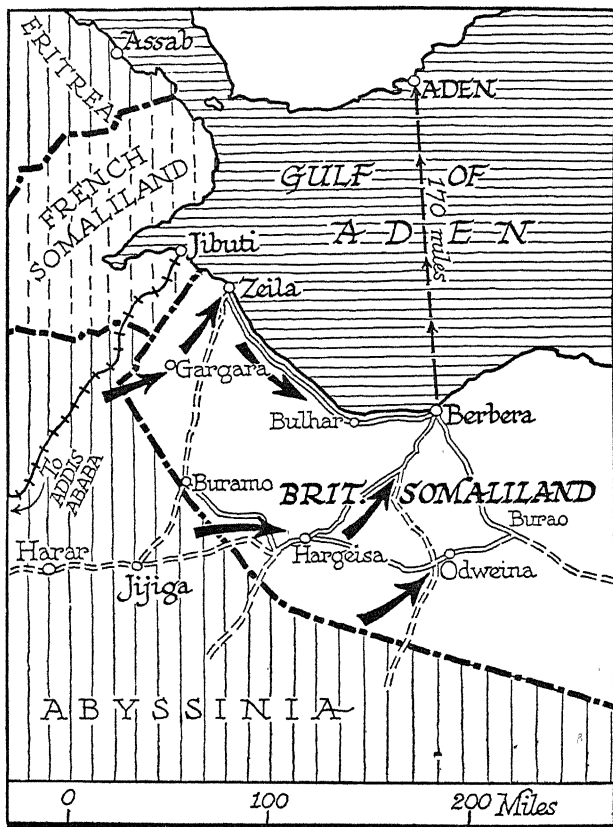 ERITREA
Assab
ADEN
FRENCH
SOMALILAND
GULF OF
ADEN
170 miles
Jibuti
Zeila
Gargara
Bulhar
Berbera
To
ADDIS
ABABA
Buramo
BRIT. SOMALILAND
Burao
Harar
Hargeisa
Jijiga
Odweina
ABYSSINIA
0 100 200 Miles